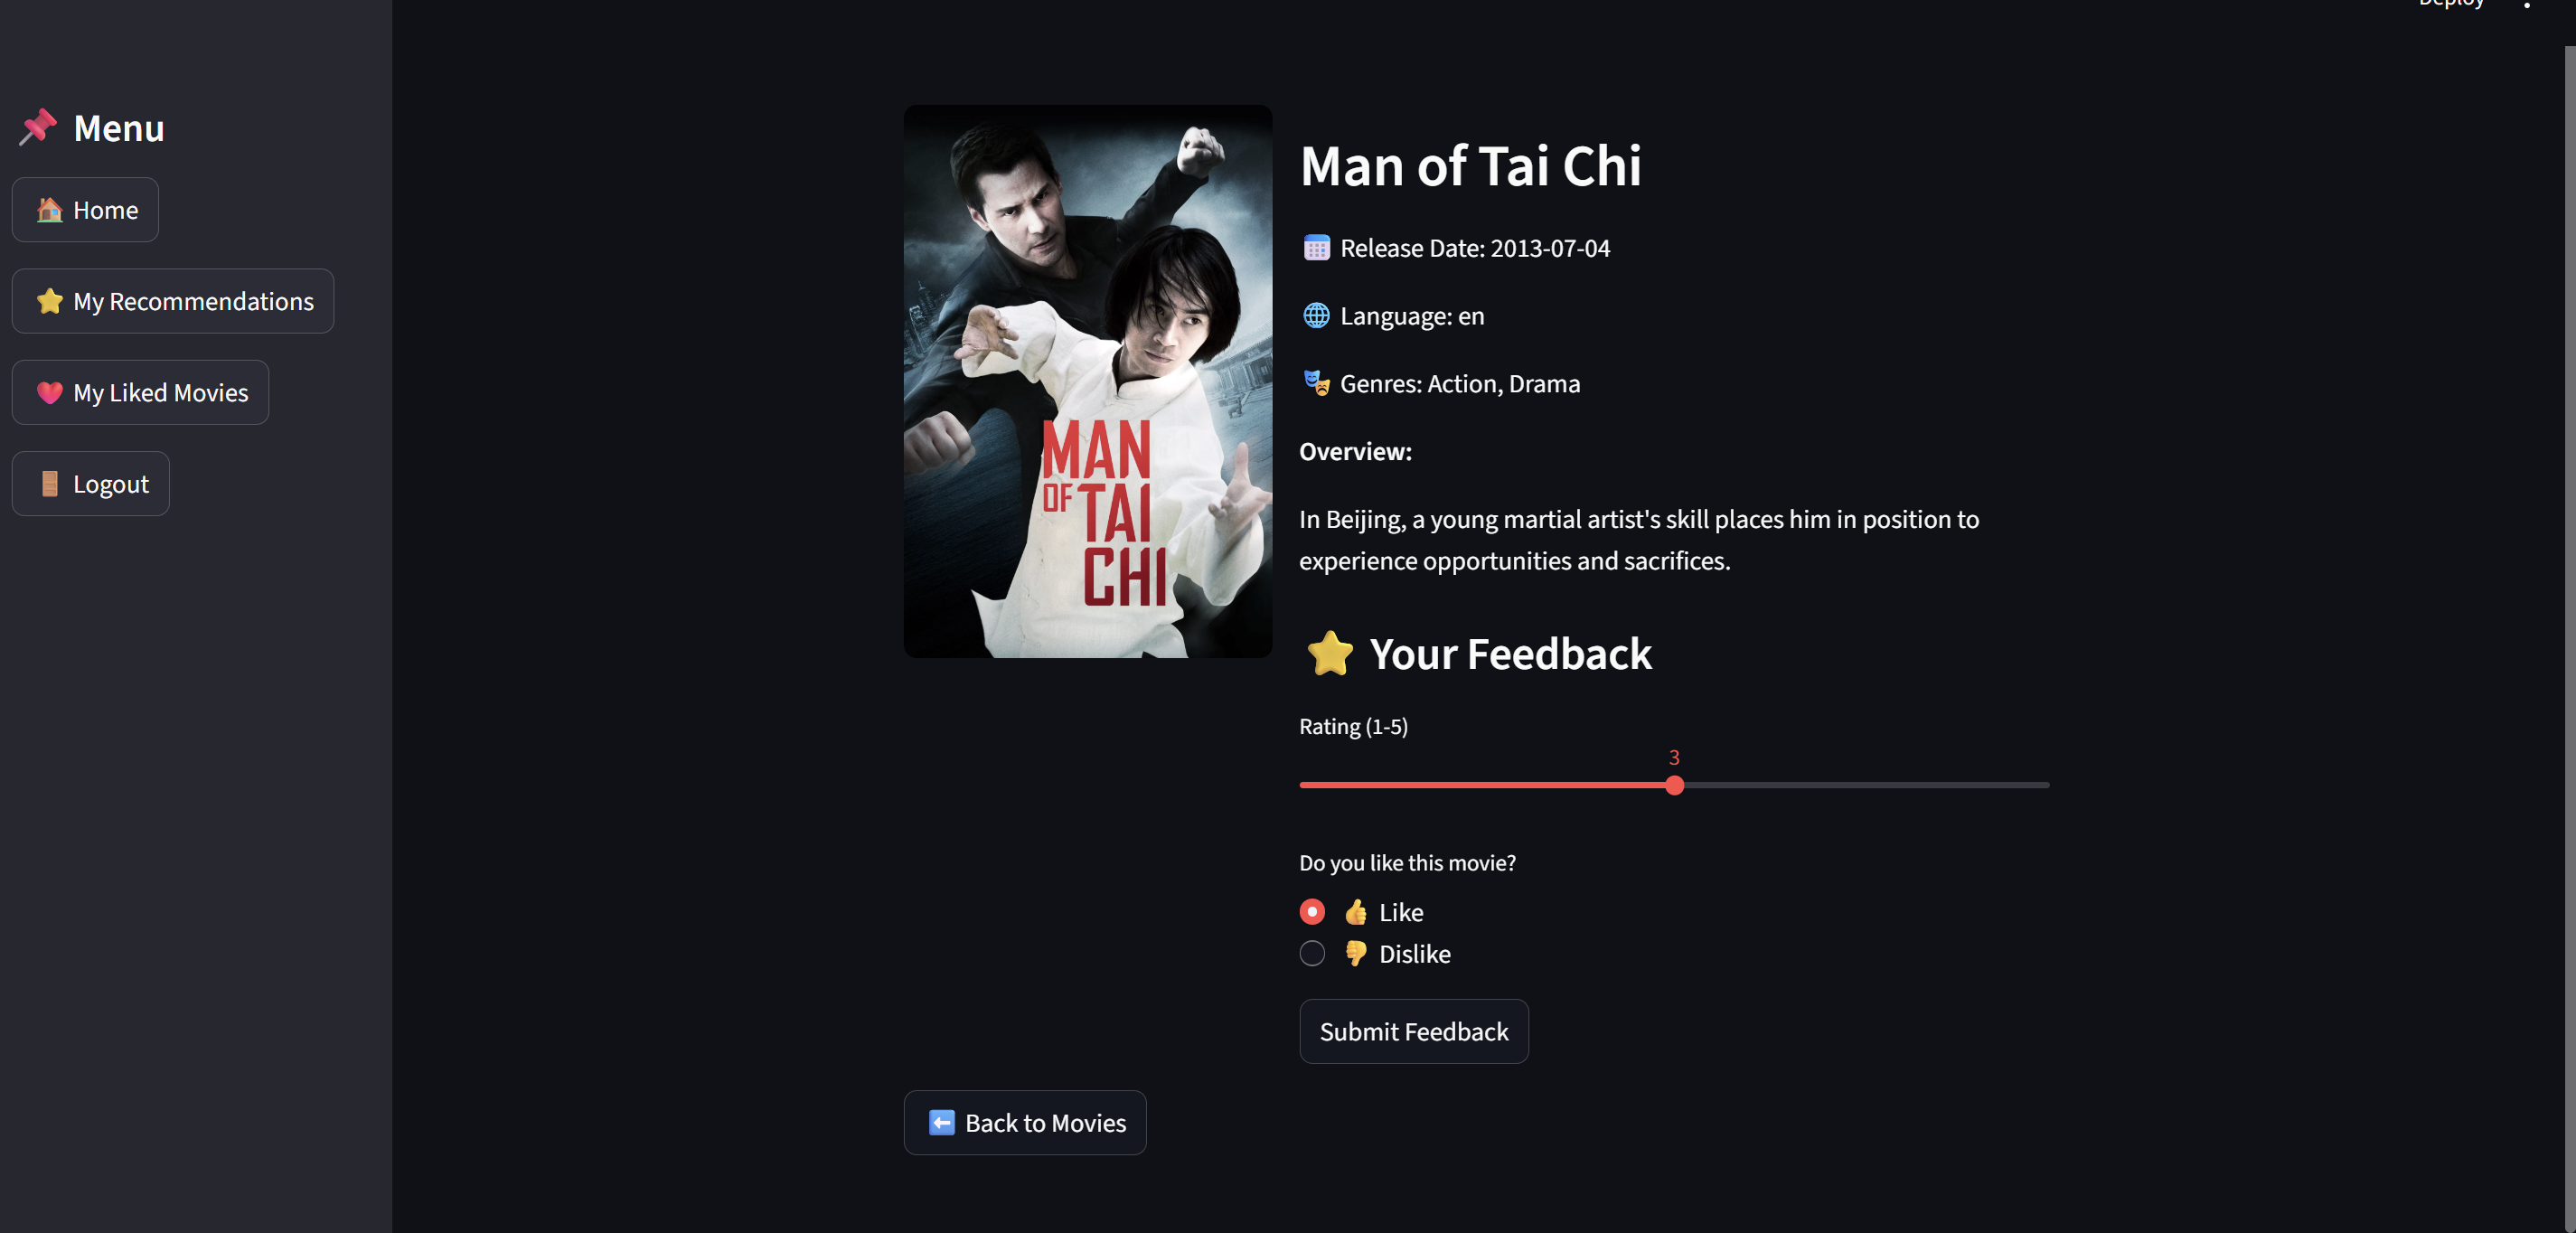 Deploy
Menu
Home
My Recommendations
My Liked Movies
Logout
MAN
OF TAI
CHI
Man of Tai Chi
Release Date: 2013-07-04
Language: en
Genres: Action, Drama
Overview:
In Beijing, a young martial artist's skill places him in position to
experience opportunities and sacrifices.
Your Feedback
Rating (1-5)
3
Do you like this movie?
Like
Dislike
Submit Feedback
Back to Movies